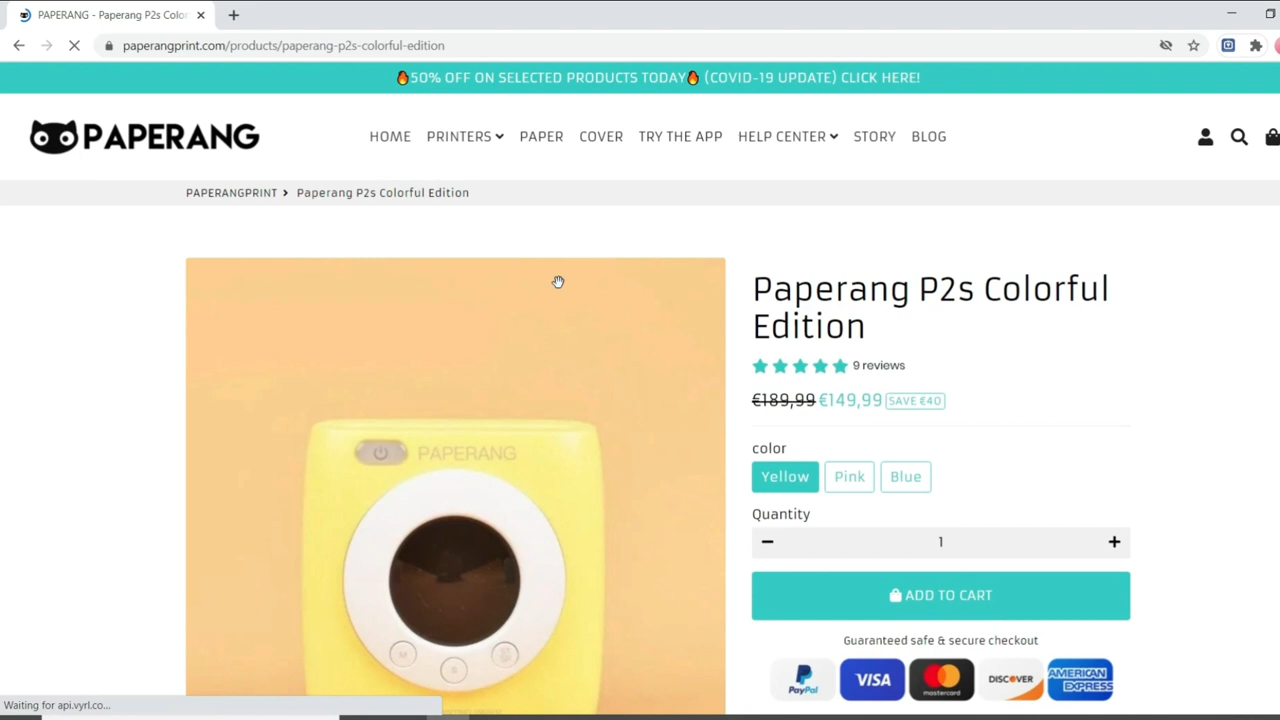 PAPERANG - Paperang P2s Color
paperangprint.com/products/paperang-p2s-colorful-edition
🔥50% OFF ON SELECTED PRODUCTS TODAY🔥 (COVID-19 UPDATE) CLICK HERE!
PAPERANG
HOME PRINTERS PAPER COVER TRY THE APP HELP CENTER STORY BLOG
PAPERANGPRINT > Paperang P2s Colorful Edition
Paperang P2s Colorful
Edition
9 reviews
€189,99 €149,99 SAVE €40
color
Yellow Pink Blue
Quantity
1
ADD TO CART
Guaranteed safe & secure checkout
PayPal VISA mastercard DISCOVER AMERICAN EXPRESS
PAPERANG
M
Waiting for api.vyrl.co...